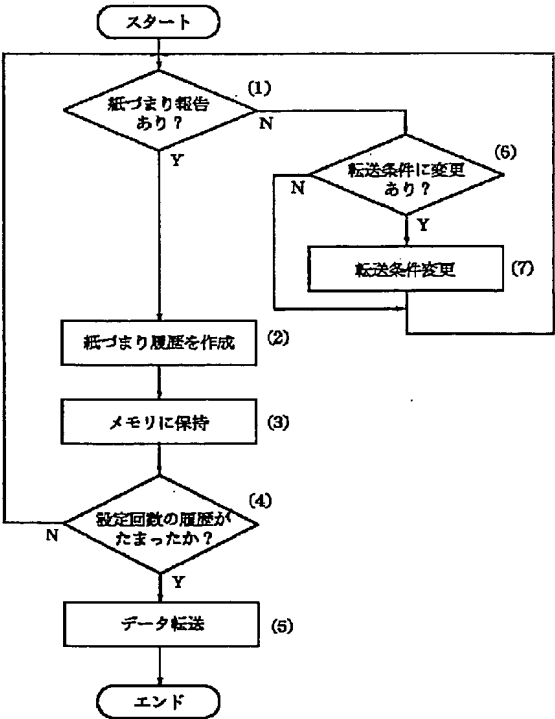 スタート
紙づまり報告
あり？
(1)
N
Y
転送条件に変更
あり？
(6)
N
Y
転送条件変更
(7)
紙づまり履歴を作成
(2)
メモリに保持
(3)
設定回数の履歴が
たまったか？
(4)
N
Y
データ転送
(5)
エンド